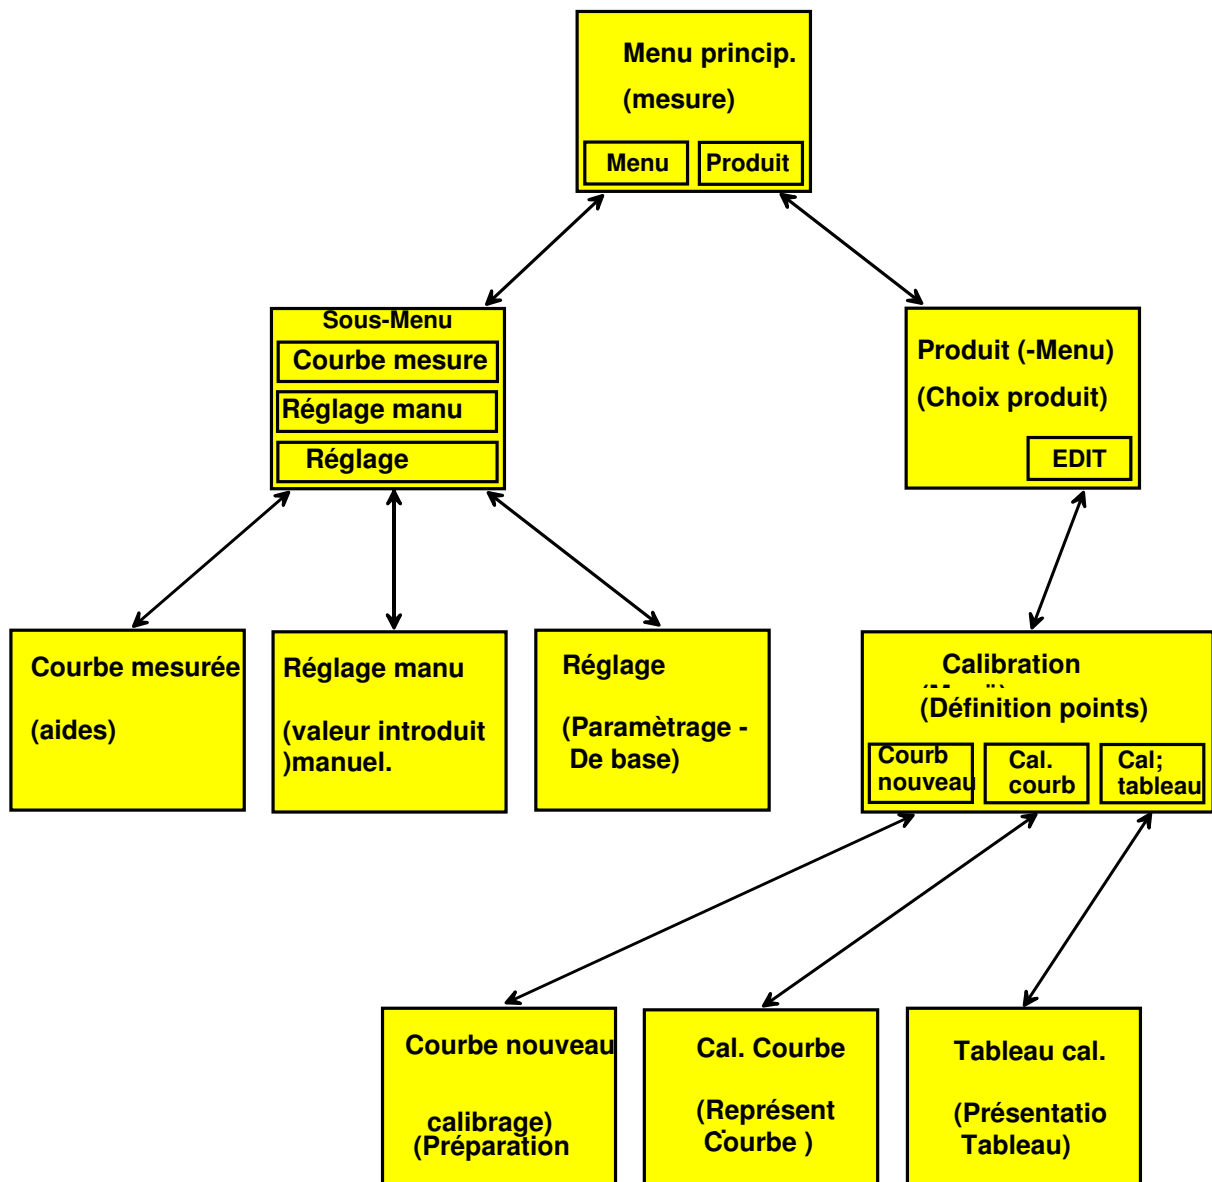 Menu princip.
(mesure)
Menu
Produit
Sous-Menu
Courbe mesure
Réglage manu
Réglage
Produit (-Menu)
(Choix produit)
EDIT
Courbe mesurée
(aides)
Réglage manu
(valeur introduit
)manuel.
Réglage
(Paramètrage -
De base)
Calibration
(Définition points)
Courb
nouveau
Cal.
courb
Cal;
tableau
Courbe nouveau
calibrage)
(Préparation
Cal. Courbe
(Représent
Courbe )
Tableau cal.
(Présentatio
Tableau)